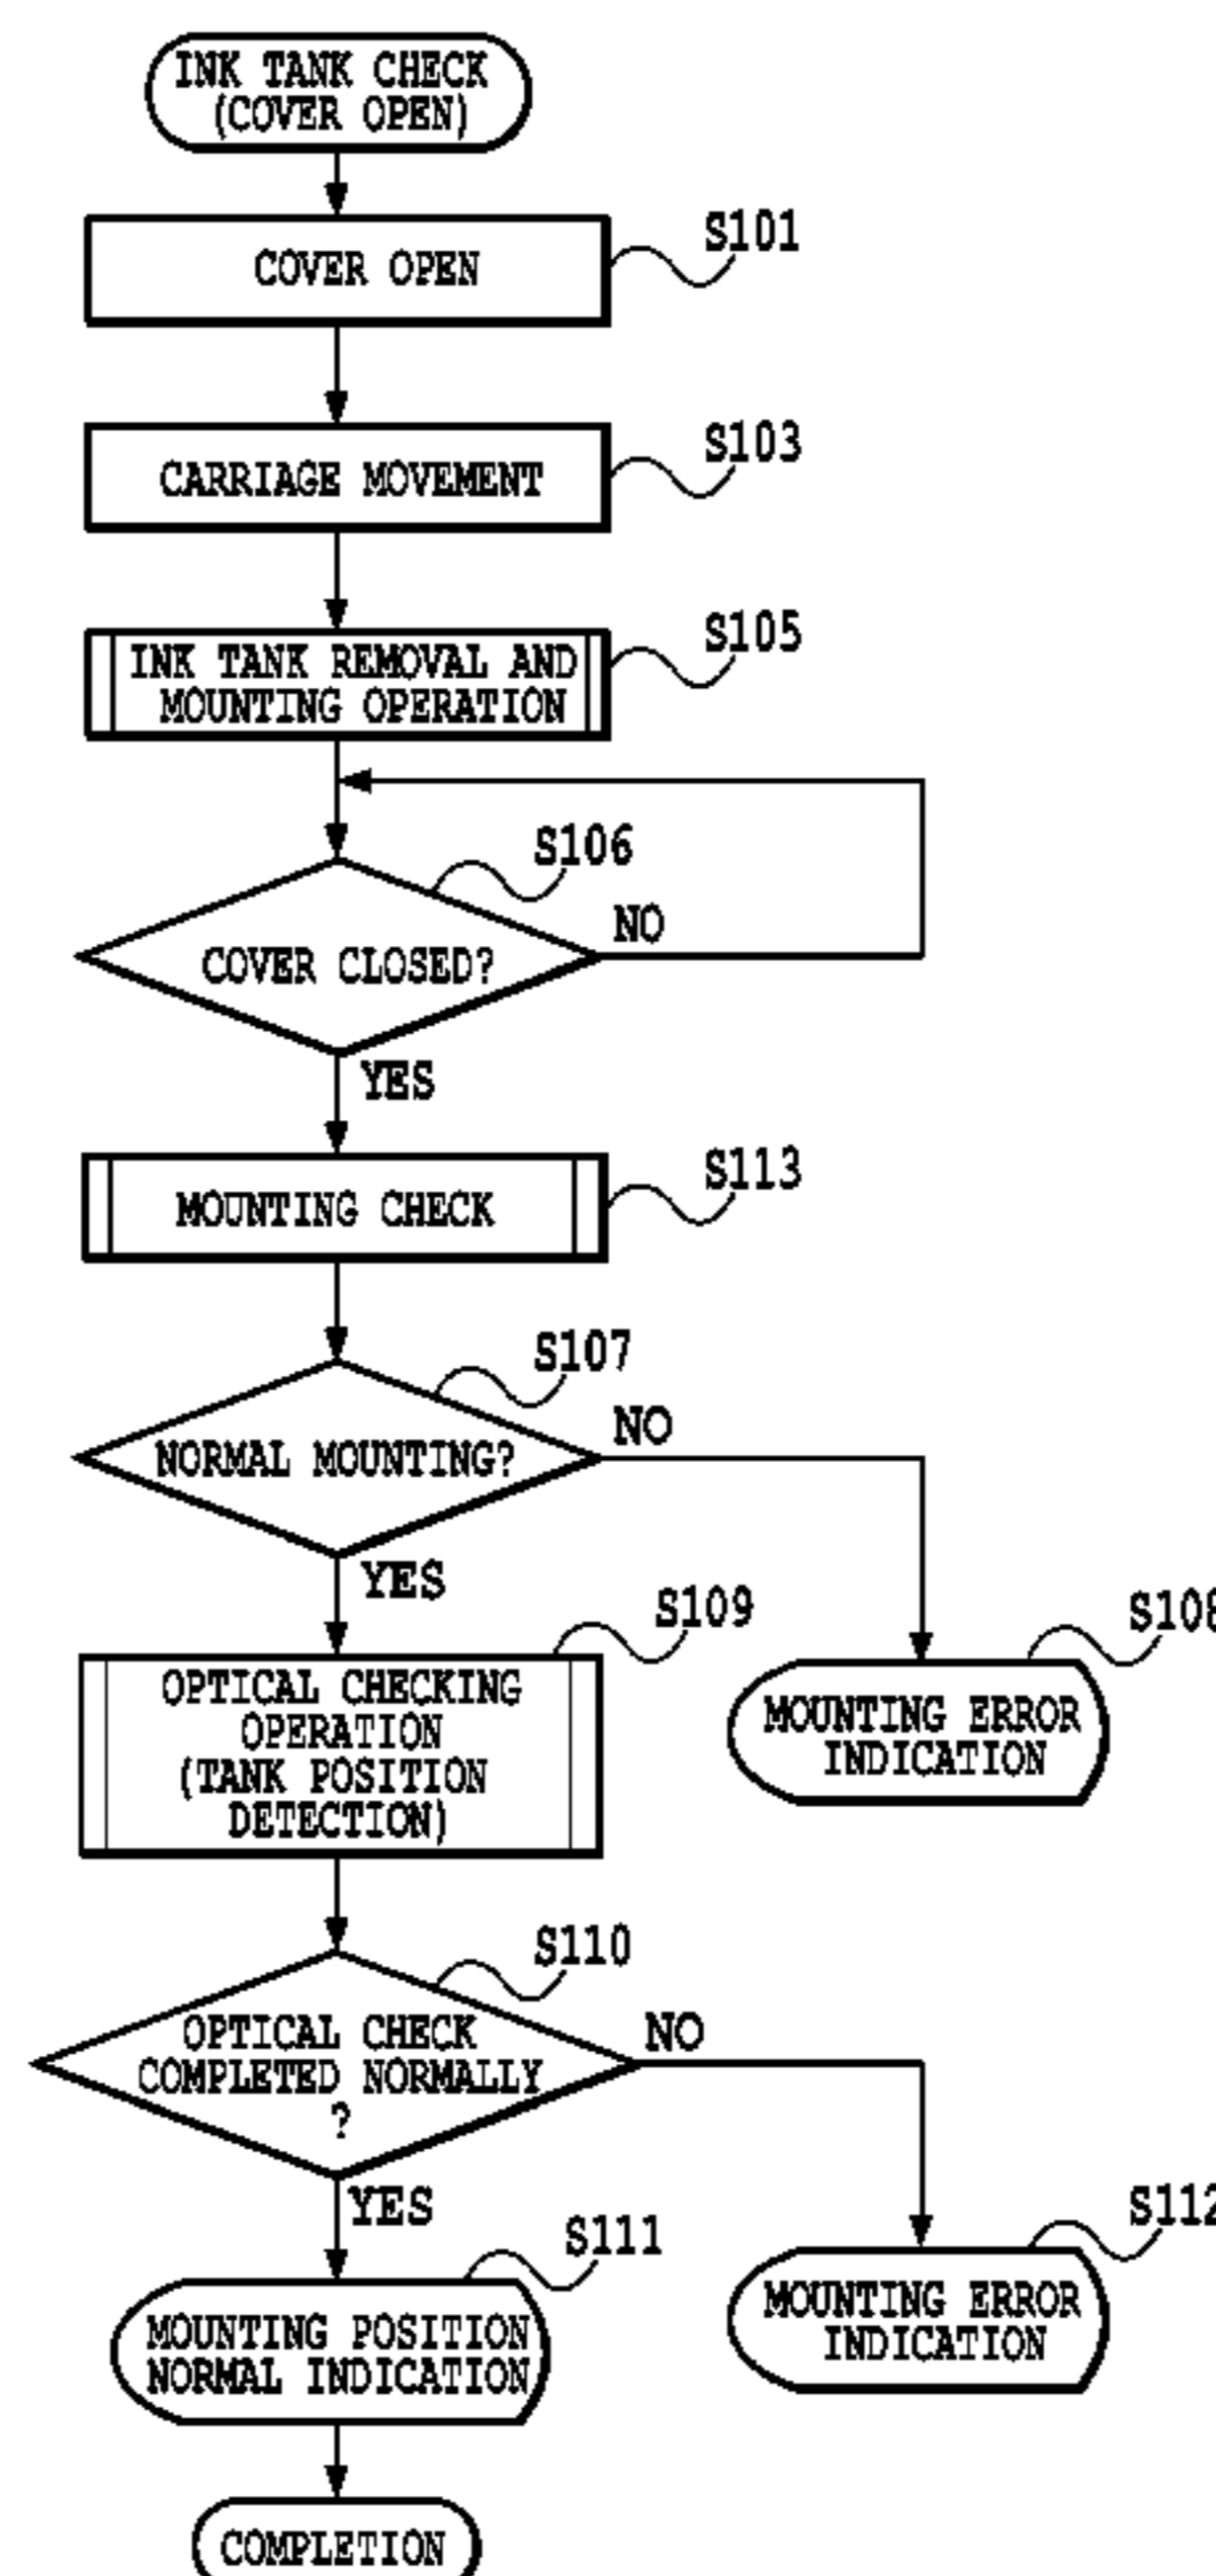 INK TANK CHECK
(COVER OPEN)
COVER OPEN
S101
CARRIAGE MOVEMENT
S103
INK TANK REMOVAL AND
MOUNTING OPERATION
S105
S106
COVER CLOSED?
NO
YES
MOUNTING CHECK
S113
S107
NORMAL MOUNTING?
NO
YES
S109
OPTICAL CHECKING
OPERATION
(TANK POSITION
DETECTION)
S108
MOUNTING ERROR
INDICATION
S110
OPTICAL CHECK
COMPLETED NORMALLY
?
NO
YES
S111
MOUNTING POSITION
NORMAL INDICATION
S112
MOUNTING ERROR
INDICATION
COMPLETION